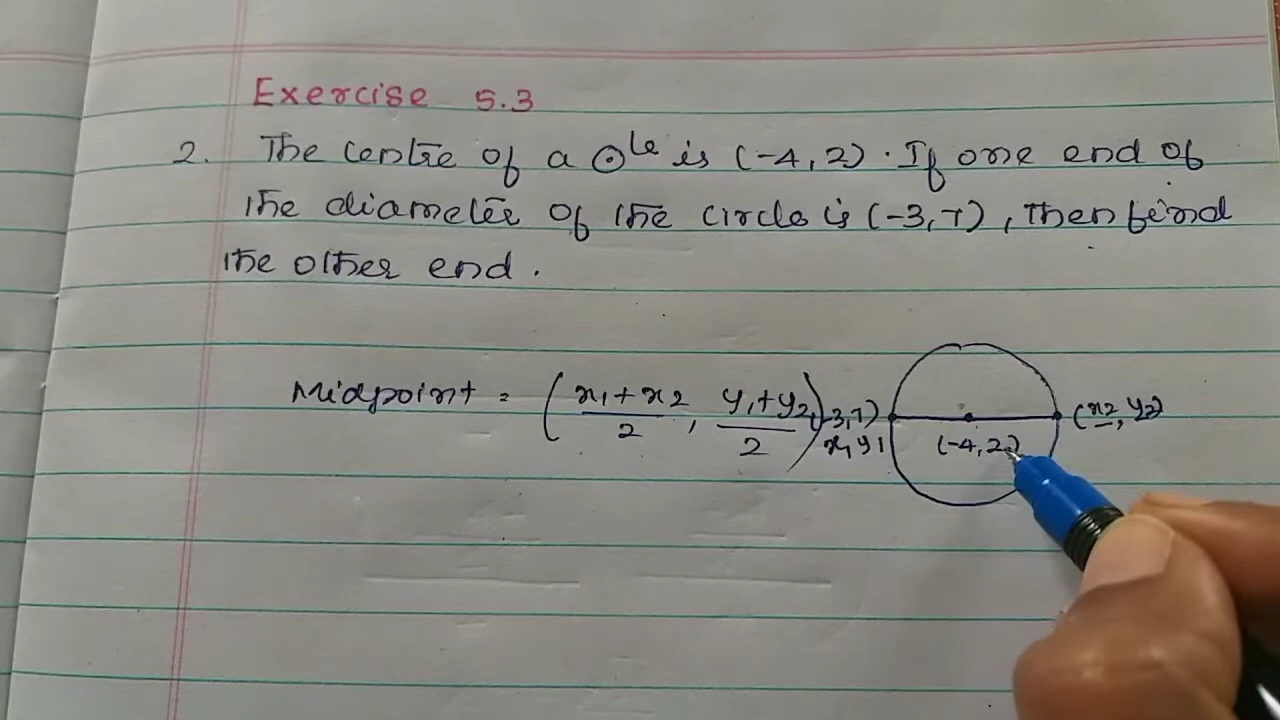 Exercise 5.3
2. The centre of a ⊙le is (-4,2). If one end of
the diameter of the circle is (-3,7), then find
the other end.
Midpoint = (x1+x2/2, y1+y2/2)
(-3,7)
x1 y1
(-4,2)
(x2, y2)